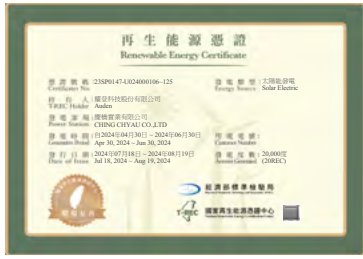 再生能源憑證
Renewable Energy Certificate
憑證號碼 :23SP0147-U024000106~125
Certificates No
發電類型 :太陽能發電
Energy Source Solar Electric
持有人 :耀登科技股份有限公司
T-REC Holder Auden
發電設備 :慶橋實業有限公司
Power Station CHING CHYAU CO.,LTD
發電時間 :自2024年04月30日 ~ 2024年06月30日
Generation Period Apr 30, 2024 ~ Jun 30, 2024
用電電號 :
Customer Number
發行日期 :2024年07月18日 ~ 2024年08月19日
Date of Issue Jul 18, 2024 ~ Aug 19, 2024
發電度數 :20,000度
Amount Generated (20REC)
經濟部標準檢驗局
T-REC 國家再生能源憑證中心